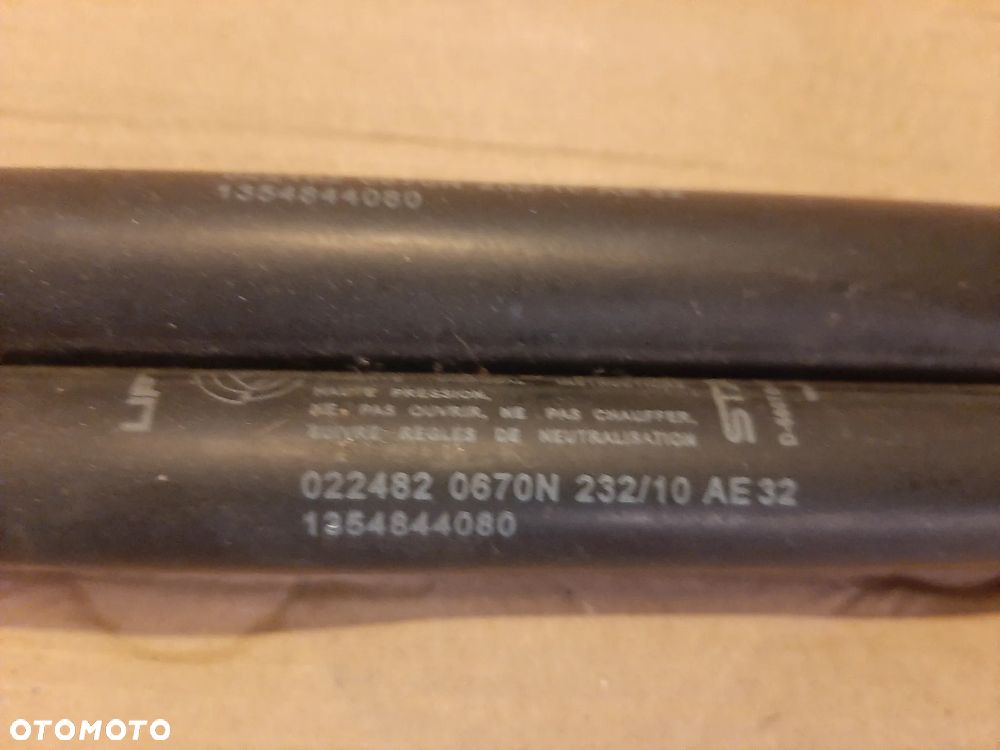 1354844080
HAUTE PRESSION.
NE PAS OUVRIR, NE PAS CHAUFFER,
SUIVRE REGLES DE NEUTRALISATION
022482 0670N 232/10 AE 32
1354844080
OTOMOTO